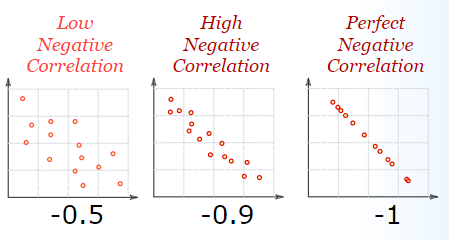 Low
Negative
Correlation
High
Negative
Correlation
Perfect
Negative
Correlation
-0.5
-0.9
-1